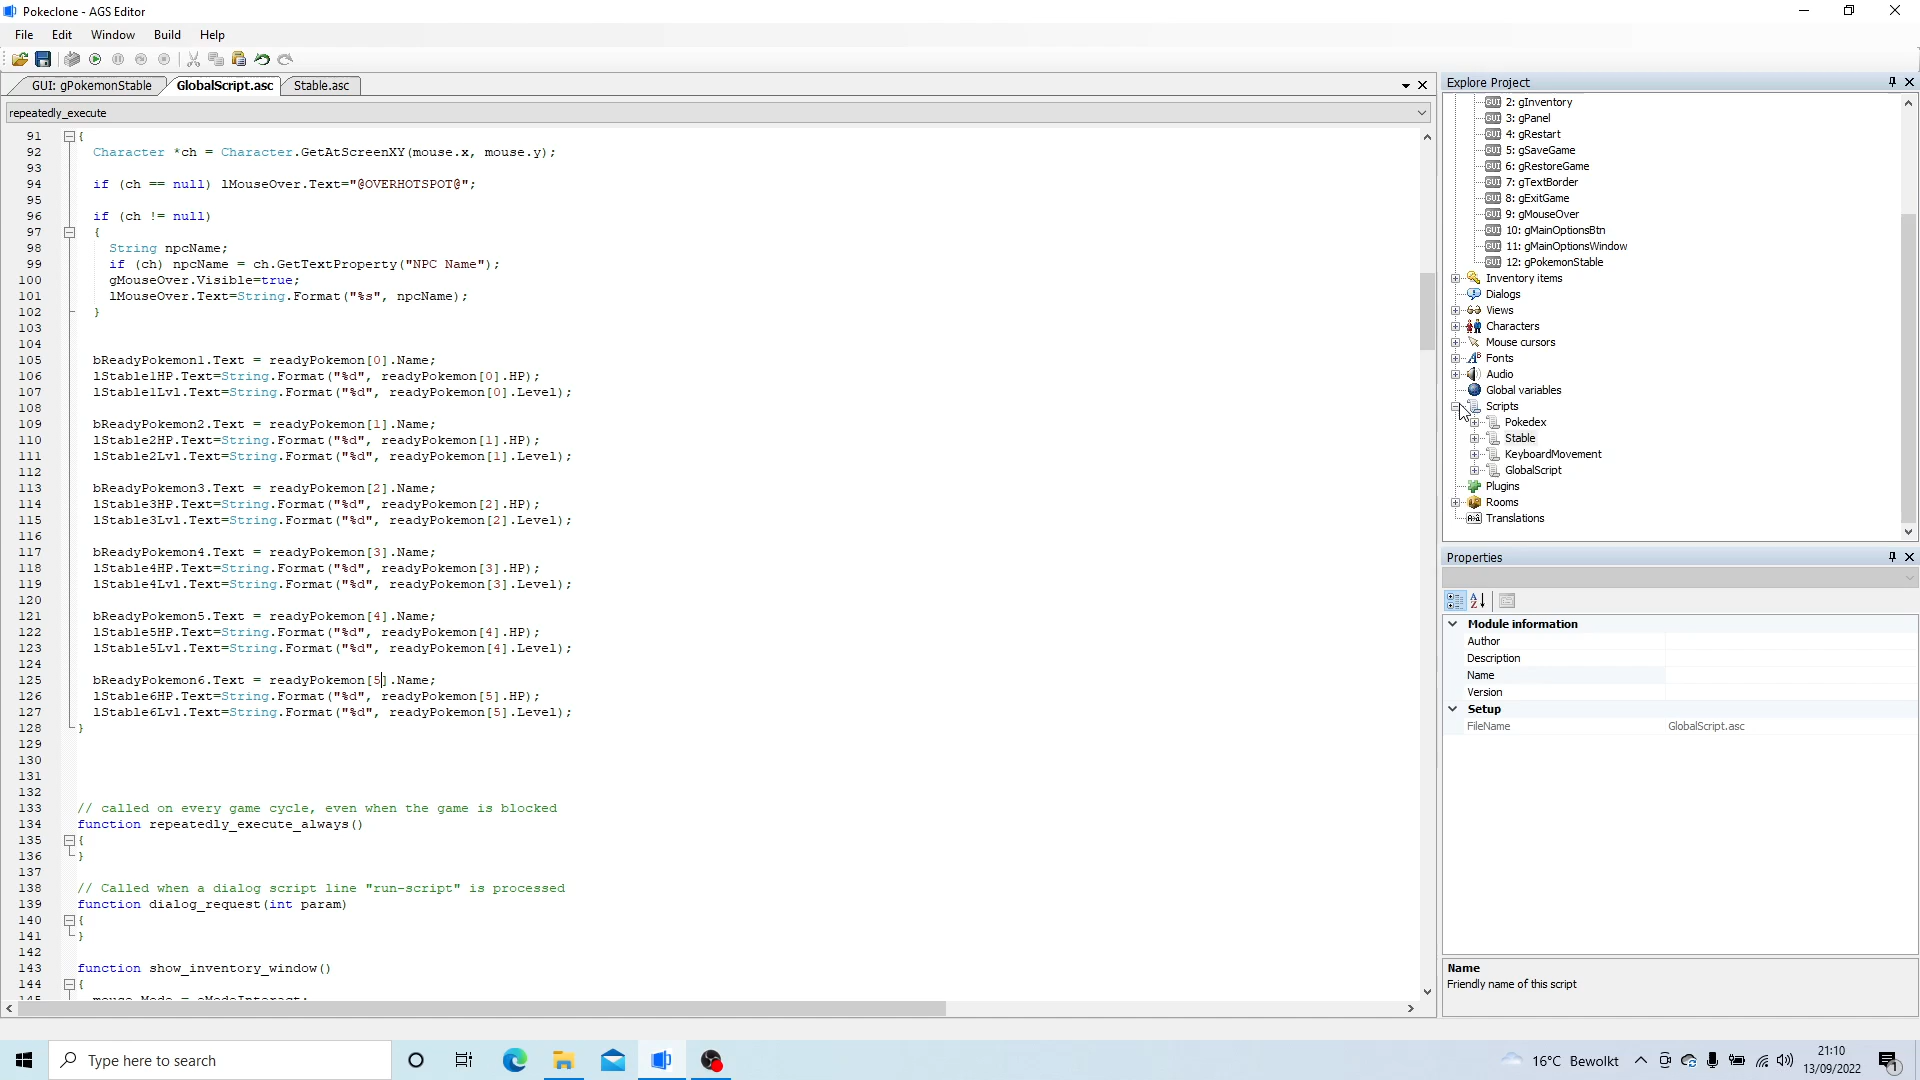 Pokeclone - AGS Editor
File Edit Window Build Help
GUI: gPokemonStable GlobalScript.asc Stable.asc
repeatedly_execute
91 {
92 Character *ch = Character.GetAtScreenXY(mouse.x, mouse.y);
93
94 if (ch == null) lMouseOver.Text="@OVERHOTSPOT@";
95
96 if (ch != null)
97 {
98 String npcName;
99 if (ch) npcName = ch.GetTextProperty("NPC Name");
100 gMouseOver.Visible=true;
101 lMouseOver.Text=String.Format("%s", npcName);
102 }
103
104
105 bReadyPokemon1.Text = readyPokemon[0].Name;
106 lStable1HP.Text=String.Format("%d", readyPokemon[0].HP);
107 lStable1Lvl.Text=String.Format("%d", readyPokemon[0].Level);
108
109 bReadyPokemon2.Text = readyPokemon[1].Name;
110 lStable2HP.Text=String.Format("%d", readyPokemon[1].HP);
111 lStable2Lvl.Text=String.Format("%d", readyPokemon[1].Level);
112
113 bReadyPokemon3.Text = readyPokemon[2].Name;
114 lStable3HP.Text=String.Format("%d", readyPokemon[2].HP);
115 lStable3Lvl.Text=String.Format("%d", readyPokemon[2].Level);
116
117 bReadyPokemon4.Text = readyPokemon[3].Name;
118 lStable4HP.Text=String.Format("%d", readyPokemon[3].HP);
119 lStable4Lvl.Text=String.Format("%d", readyPokemon[3].Level);
120
121 bReadyPokemon5.Text = readyPokemon[4].Name;
122 lStable5HP.Text=String.Format("%d", readyPokemon[4].HP);
123 lStable5Lvl.Text=String.Format("%d", readyPokemon[4].Level);
124
125 bReadyPokemon6.Text = readyPokemon[5].Name;
126 lStable6HP.Text=String.Format("%d", readyPokemon[5].HP);
127 lStable6Lvl.Text=String.Format("%d", readyPokemon[5].Level);
128 }
129
130
131
132
133 // called on every game cycle, even when the game is blocked
134 function repeatedly_execute_always()
135 {
136 }
137
138 // Called when a dialog script line "run-script" is processed
139 function dialog_request(int param)
140 {
141 }
142
143 function show_inventory_window()
144 {
145 mouse.Mode = eModeInteract;
Explore Project
GUI 2: gInventory
GUI 3: gPanel
GUI 4: gRestart
GUI 5: gSaveGame
GUI 6: gRestoreGame
GUI 7: gTextBorder
GUI 8: gExitGame
GUI 9: gMouseOver
GUI 10: gMainOptionsBtn
GUI 11: gMainOptionsWindow
GUI 12: gPokemonStable
Inventory items
Dialogs
Views
Characters
Mouse cursors
Fonts
Audio
Global variables
Scripts
Pokedex
Stable
KeyboardMovement
GlobalScript
Plugins
Rooms
Translations
Properties
Module information
Author
Description
Name
Version
Setup
FileName GlobalScript.asc
Name
Friendly name of this script
Type here to search
16°C Bewolkt
21:10
13/09/2022
1